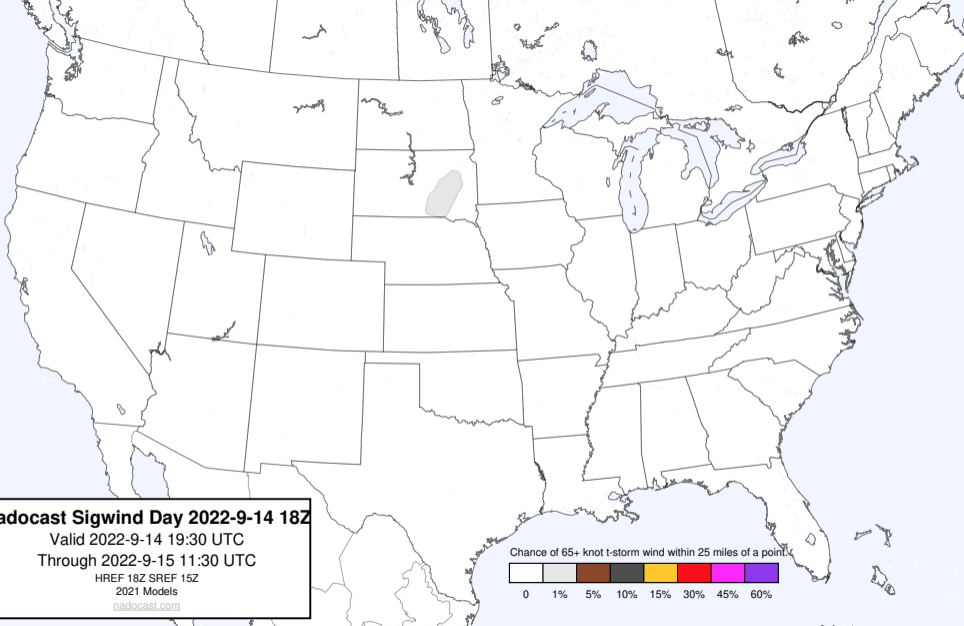 adocast Sigwind Day 2022-9-14 18Z
Valid 2022-9-14 19:30 UTC
Through 2022-9-15 11:30 UTC
HREF 18Z SREF 15Z
2021 Models
nadocast.com
Chance of 65+ knot t-storm wind within 25 miles of a point.
0 1% 5% 10% 15% 30% 45% 60%